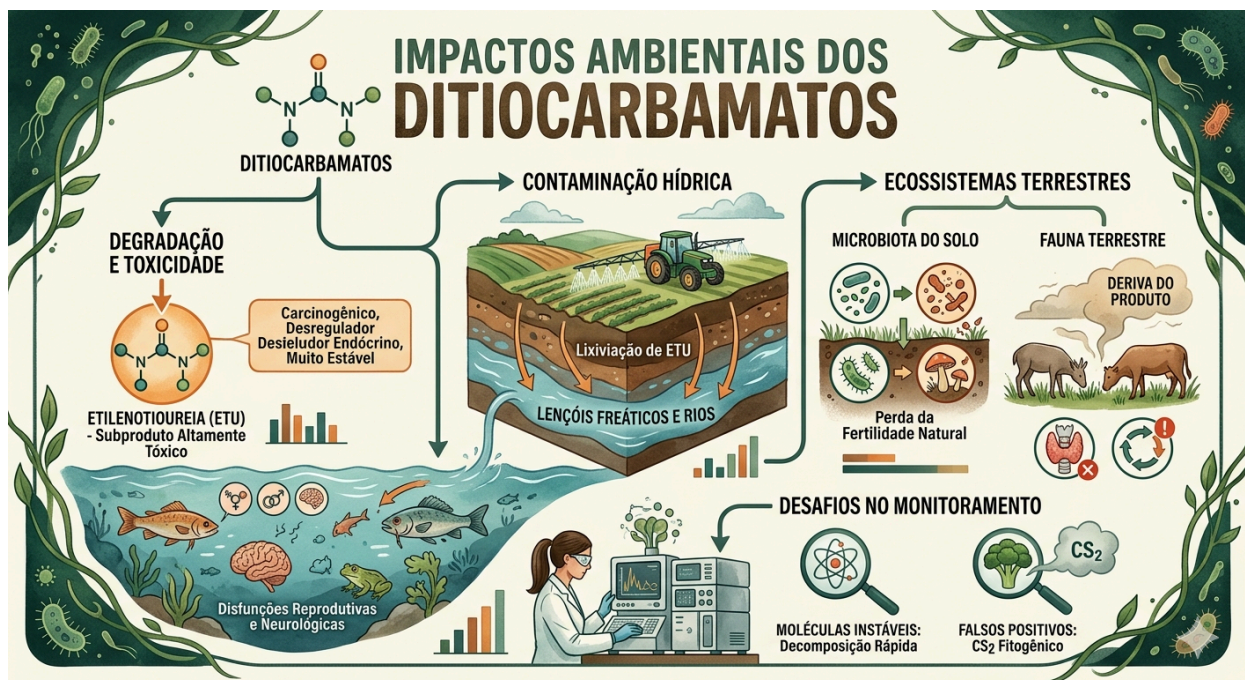 IMPACTOS AMBIENTAIS DOS
DITIOCARBAMATOS
N
N
DITIOCARBAMATOS
DEGRADAÇÃO
E TOXICIDADE
N
N
Carcinogênico,
Desregulador
Desieludor Endócrino,
Muito Estável
ETILENOTIOUREIA (ETU)
- Subproduto Altamente
Tóxico
CONTAMINAÇÃO HÍDRICA
Lixiviação de ETU
LENÇÓIS FREÁTICOS E RIOS
Disfunções Reprodutivas
e Neurológicas
ECOSSISTEMAS TERRESTRES
MICROBIOTA DO SOLO
Perda da
Fertilidade Natural
FAUNA TERRESTRE
DERIVA DO
PRODUTO
!
DESAFIOS NO MONITORAMENTO
MOLÉCULAS INSTÁVEIS:
Decomposição Rápida
CS₂
FALSOS POSITIVOS:
CS₂ Fitogênico